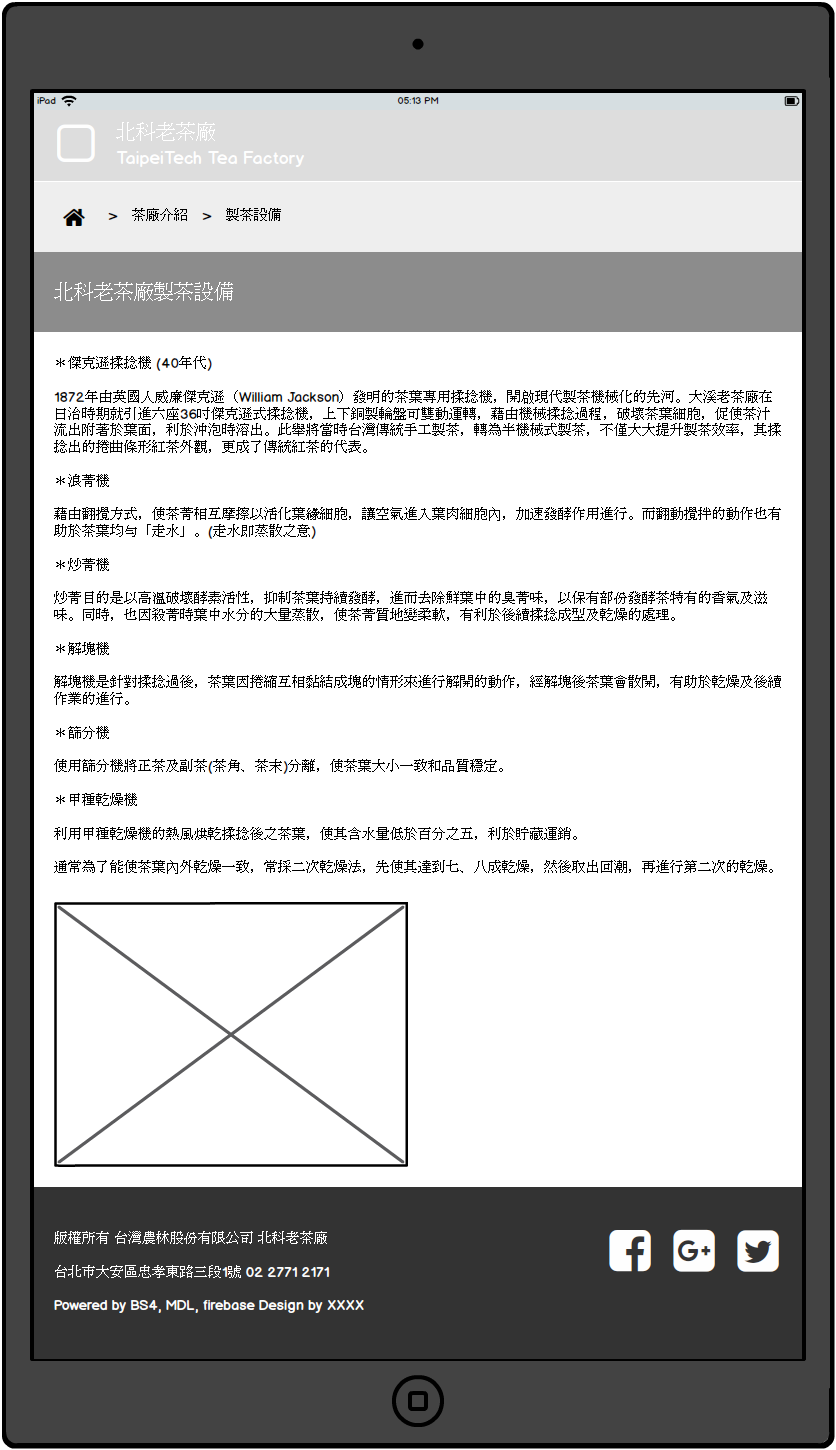 iPad
05:13 PM
北科老茶廠
TaipeiTech Tea Factory
> 茶廠介紹 > 製茶設備
北科老茶廠製茶設備
＊傑克遜揉捻機 (40年代)
1872年由英國人威廉傑克遜（William Jackson）發明的茶葉專用揉捻機，開啟現代製茶機械化的先河。大溪老茶廠在
日治時期就引進六座36吋傑克遜式揉捻機，上下銅製輪盤可雙動運轉，藉由機械揉捻過程，破壞茶葉細胞，促使茶汁
流出附著於葉面，利於沖泡時溶出。此舉將當時台灣傳統手工製茶，轉為半機械式製茶，不僅大大提升製茶效率，其揉
捻出的捲曲條形紅茶外觀，更成了傳統紅茶的代表。
＊浪菁機
藉由翻攪方式，使茶菁相互摩擦以活化葉緣細胞，讓空氣進入葉肉細胞內，加速發酵作用進行。而翻動攪拌的動作也有
助於茶葉均勻「走水」。(走水即蒸散之意)
＊炒菁機
炒菁目的是以高溫破壞酵素活性，抑制茶葉持續發酵，進而去除鮮葉中的臭菁味，以保有部份發酵茶特有的香氣及滋
味。同時，也因殺菁時葉中水分的大量蒸散，使茶菁質地變柔軟，有利於後續揉捻成型及乾燥的處理。
＊解塊機
解塊機是針對揉捻過後，茶葉因捲縮互相黏結成塊的情形來進行解開的動作，經解塊後茶葉會散開，有助於乾燥及後續
作業的進行。
＊篩分機
使用篩分機將正茶及副茶(茶角、茶末)分離，使茶葉大小一致和品質穩定。
＊甲種乾燥機
利用甲種乾燥機的熱風烘乾揉捻後之茶葉，使其含水量低於百分之五，利於貯藏運銷。
通常為了能使茶葉內外乾燥一致，常採二次乾燥法，先使其達到七、八成乾燥，然後取出回潮，再進行第二次的乾燥。
版權所有 台灣農林股份有限公司 北科老茶廠
台北市大安區忠孝東路三段1號 02 2771 2171
Powered by BS4, MDL, firebase Design by XXXX